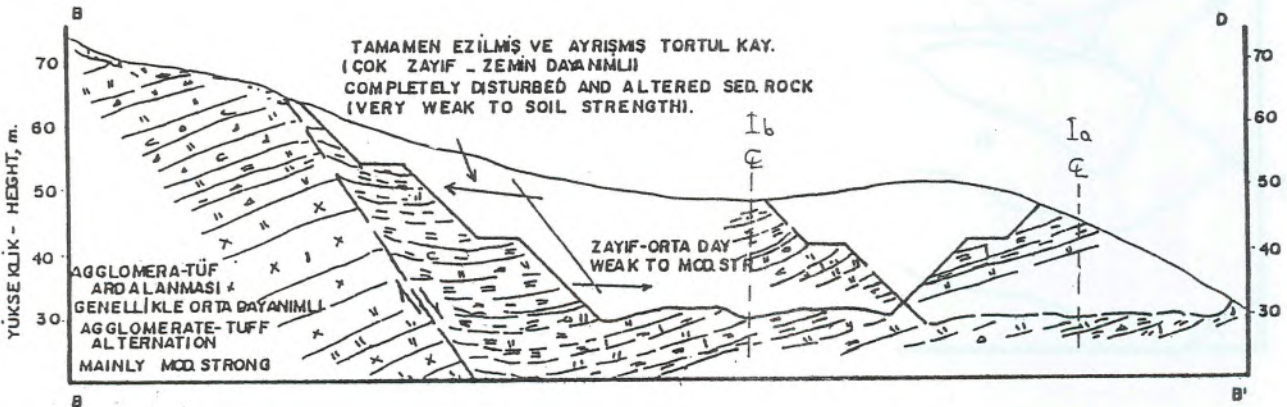 B
D
70
60
50
40
30
YÜKSEKLİK - HEIGHT, m.
TAMAMEN EZİLMİŞ VE AYRIŞMIŞ TORTUL KAY.
(ÇOK ZAYIF - ZEMİN DAYANIMLI)
COMPLETELY DISTURBED AND ALTERED SED. ROCK
(VERY WEAK TO SOIL STRENGTH).
Ib
℄
Ia
℄
ZAYIF-ORTA DAY
WEAK TO MOD. STR
AGGLOMERA-TÜF
ARDALANMASI
GENELLİKLE ORTA DAYANIMLI
AGGLOMERATE-TUFF
ALTERNATION
MAINLY MOD. STRONG
70
60
50
40
30
B
B'